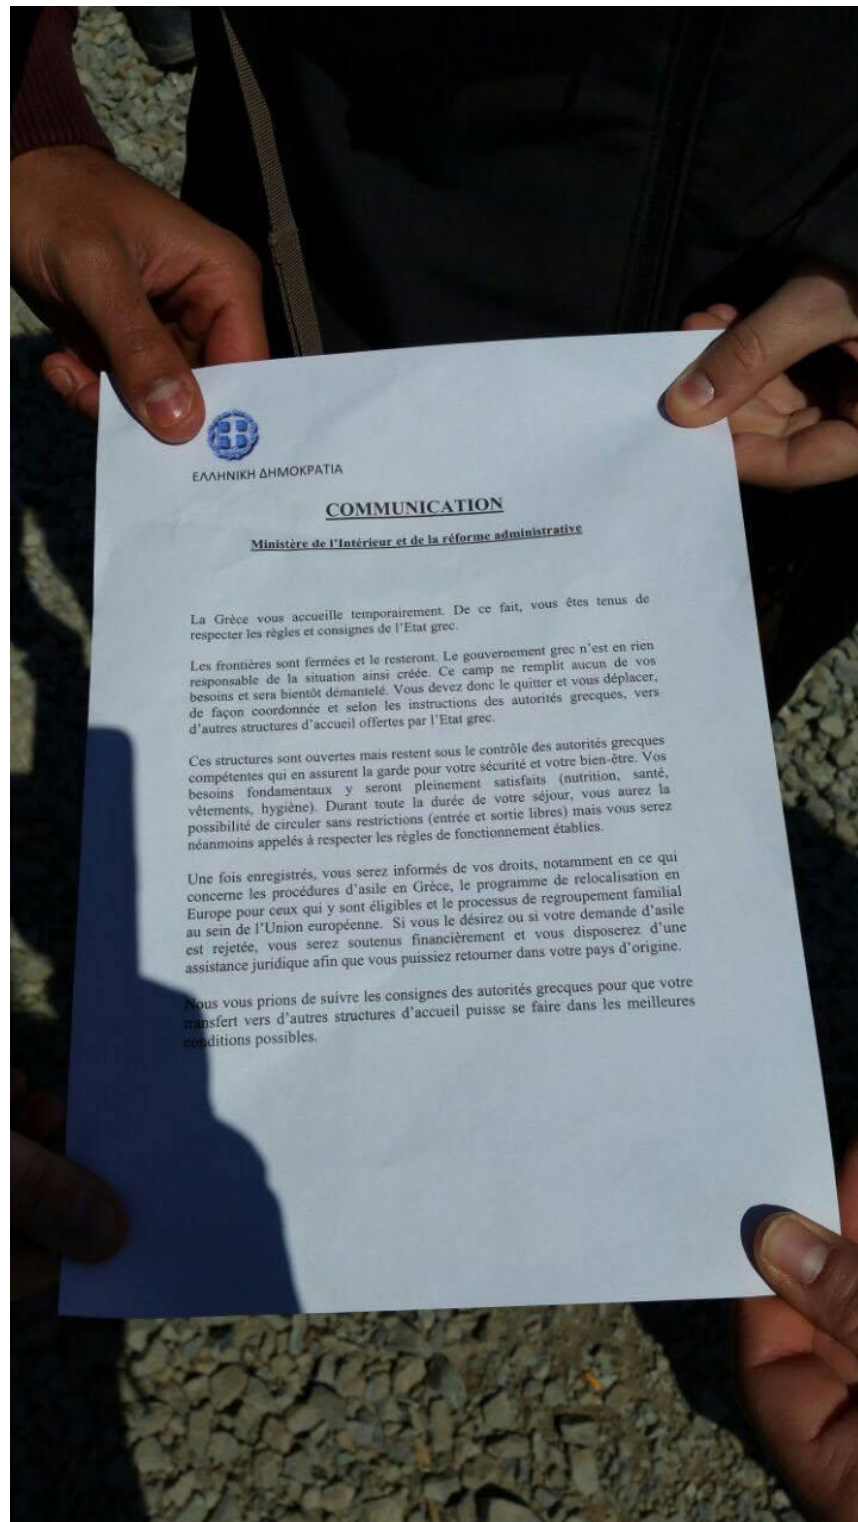 ΕΛΛΗΝΙΚΗ ΔΗΜΟΚΡΑΤΙΑ
COMMUNICATION
Ministère de l'Intérieur et de la réforme administrative
La Grèce vous accueille temporairement. De ce fait, vous êtes tenus de
respecter les règles et consignes de l'Etat grec.
Les frontières sont fermées et le resteront. Le gouvernement grec n'est en rien
responsable de la situation ainsi créée. Ce camp ne remplit aucun de vos
besoins et sera bientôt démantelé. Vous devez donc le quitter et vous déplacer,
de façon coordonnée et selon les instructions des autorités grecques, vers
d'autres structures d'accueil offertes par l'Etat grec.
Ces structures sont ouvertes mais restent sous le contrôle des autorités grecques
compétentes qui en assurent la garde pour votre sécurité et votre bien-être. Vos
besoins fondamentaux y seront pleinement satisfaits (nutrition, santé,
vêtements, hygiène). Durant toute la durée de votre séjour, vous aurez la
possibilité de circuler sans restrictions (entrée et sortie libres) mais vous serez
néanmoins appelés à respecter les règles de fonctionnement établies.
Une fois enregistrés, vous serez informés de vos droits, notamment en ce qui
concerne les procédures d'asile en Grèce, le programme de relocalisation en
Europe pour ceux qui y sont éligibles et le processus de regroupement familial
au sein de l'Union européenne. Si vous le désirez ou si votre demande d'asile
est rejetée, vous serez soutenus financièrement et vous disposerez d'une
assistance juridique afin que vous puissiez retourner dans votre pays d'origine.
Nous vous prions de suivre les consignes des autorités grecques pour que votre
transfert vers d'autres structures d'accueil puisse se faire dans les meilleures
conditions possibles.